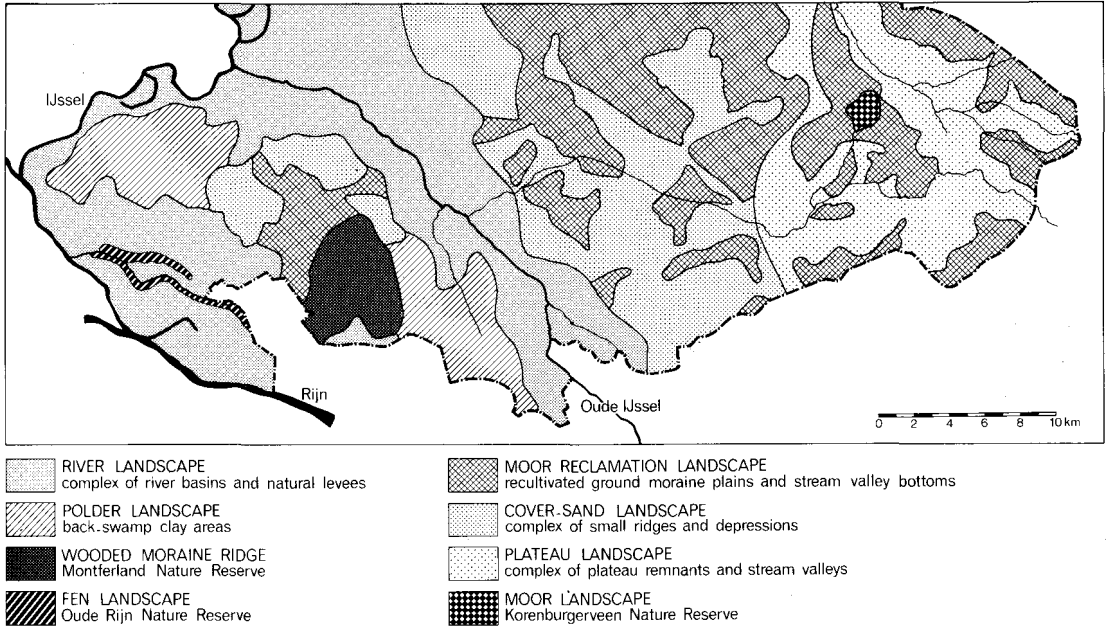 IJssel
Rijn
Oude IJssel
0 2 4 6 8 10 km
RIVER LANDSCAPE
complex of river basins and natural levees
POLDER LANDSCAPE
back-swamp clay areas
WOODED MORAINE RIDGE
Montferland Nature Reserve
FEN LANDSCAPE
Oude Rijn Nature Reserve
MOOR RECLAMATION LANDSCAPE
recultivated ground moraine plains and stream valley bottoms
COVER-SAND LANDSCAPE
complex of small ridges and depressions
PLATEAU LANDSCAPE
complex of plateau remnants and stream valleys
MOOR LANDSCAPE
Korenburgerveen Nature Reserve